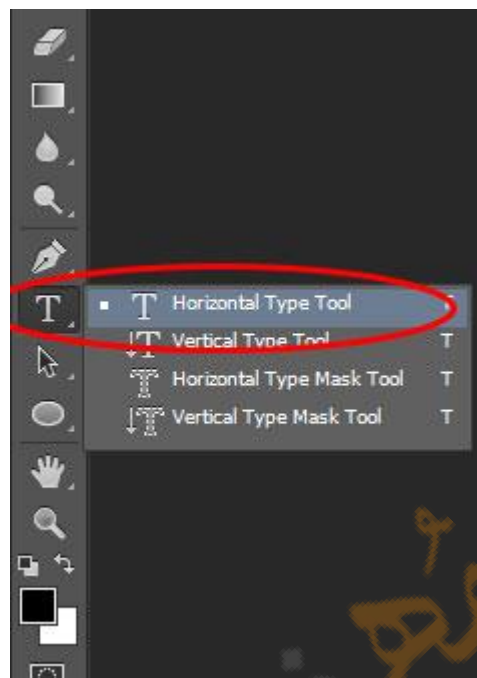 Horizontal Type Tool
Vertical Type Tool T
Horizontal Type Mask Tool T
Vertical Type Mask Tool T